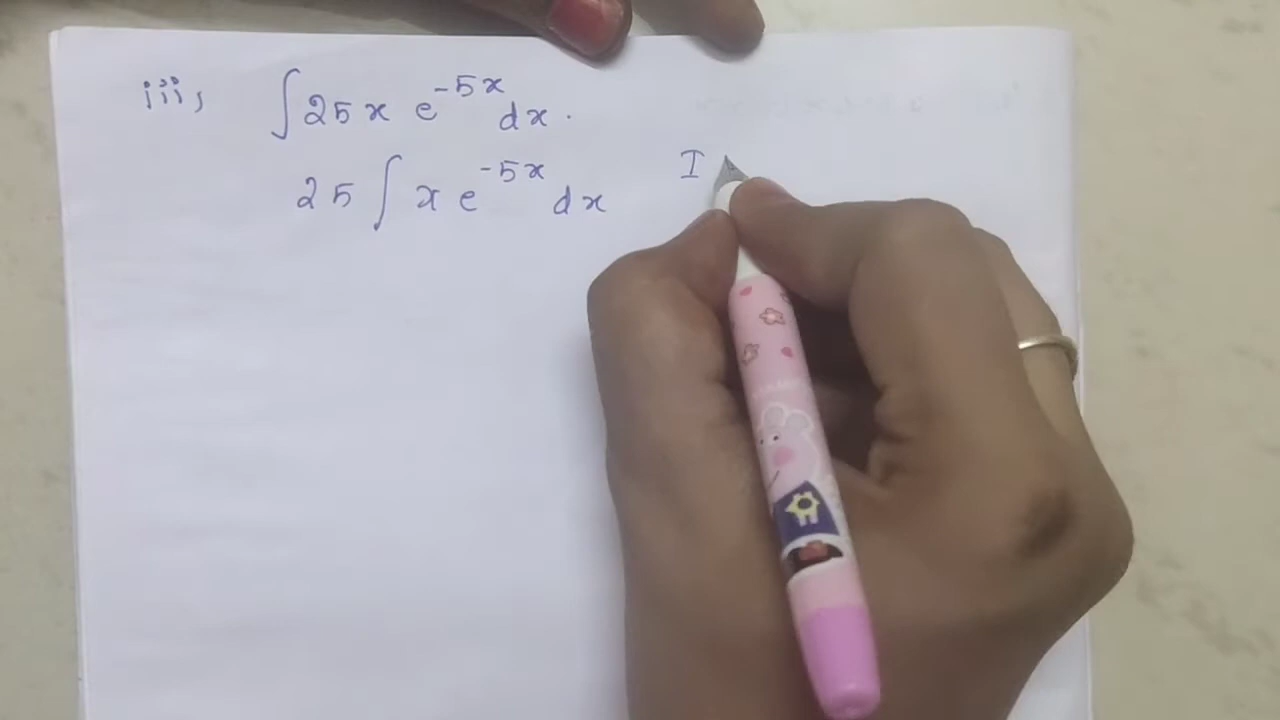 iii, ∫25x e^{-5x} dx.
25 ∫ x e^{-5x} dx I